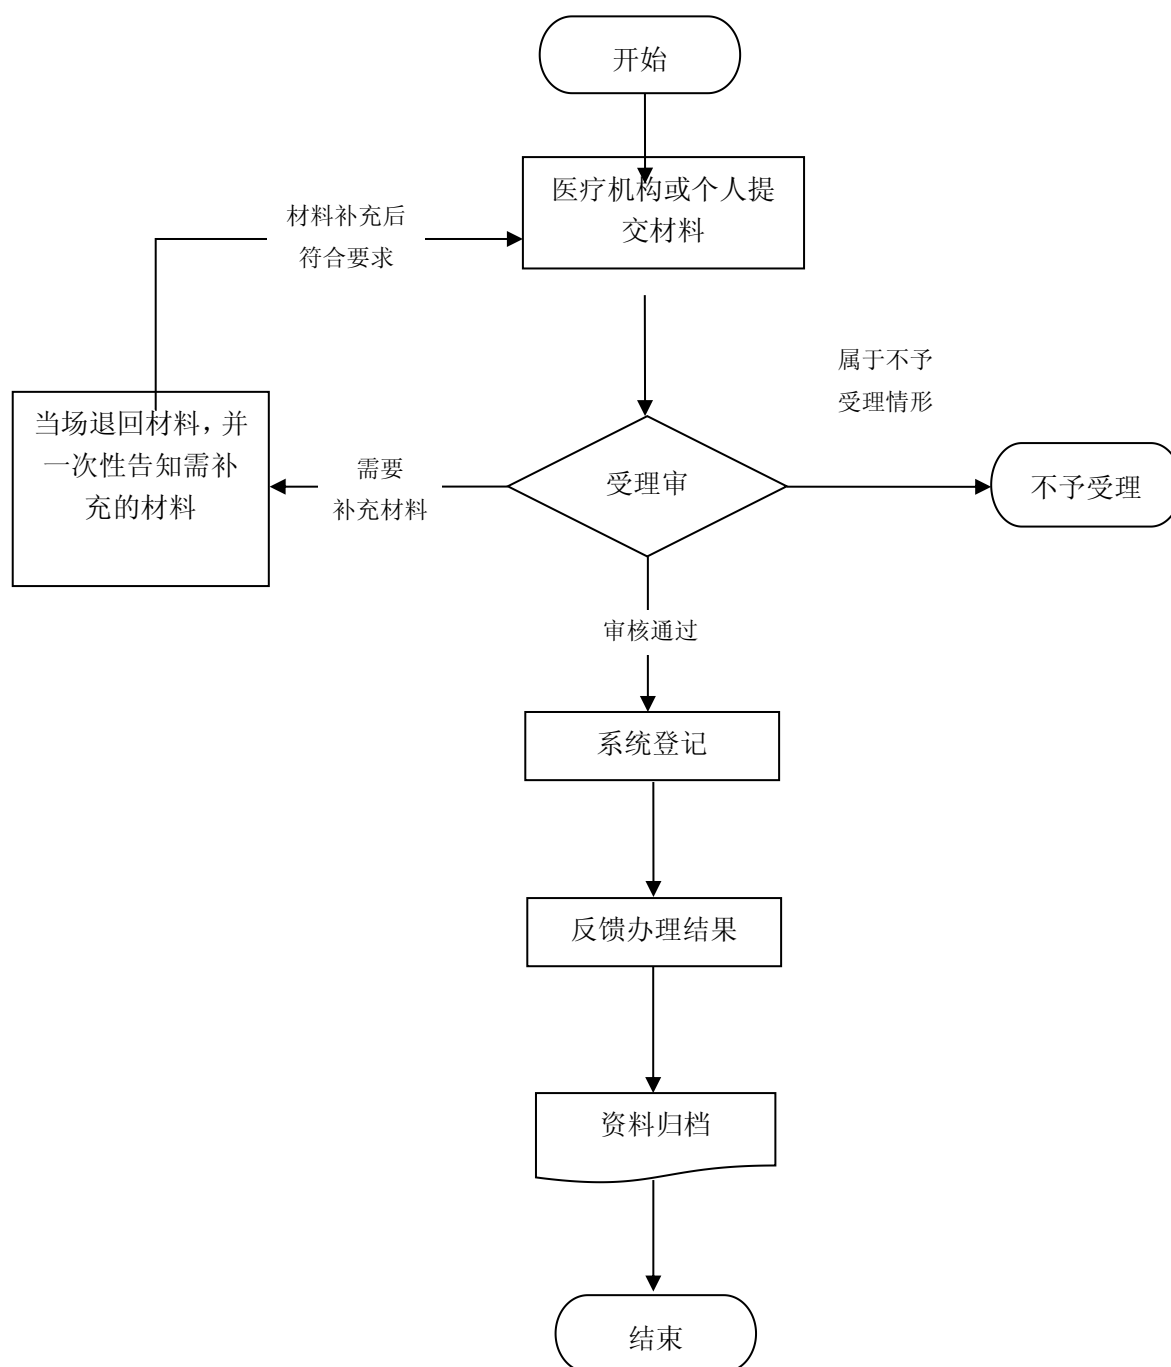 开始
医疗机构或个人提
交材料
材料补充后
符合要求
属于不予
受理情形
当场退回材料，并
一次性告知需补
充的材料
需要
补充材料
受理审
不予受理
审核通过
系统登记
反馈办理结果
资料归档
结束